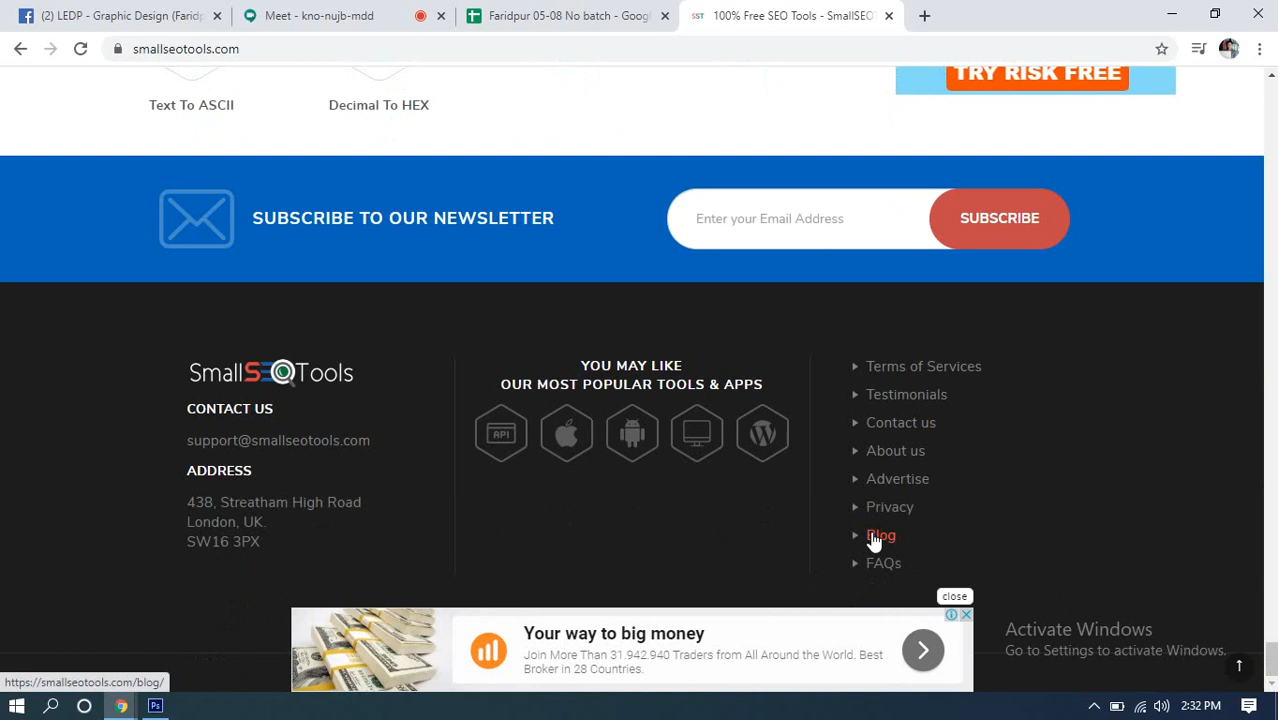 (2) LEDP - Graphic Design (Faridp
Meet - kno-nujb-mdd
Faridpur 05-08 No batch - Googl
SST 100% Free SEO Tools - SmallSEOT
smallseotools.com
TRY RISK FREE
Text To ASCII
Decimal To HEX
SUBSCRIBE TO OUR NEWSLETTER
Enter your Email Address
SUBSCRIBE
SmallSEOTools
CONTACT US
support@smallseotools.com
ADDRESS
438, Streatham High Road
London, UK.
SW16 3PX
YOU MAY LIKE
OUR MOST POPULAR TOOLS & APPS
API
Terms of Services
Testimonials
Contact us
About us
Advertise
Privacy
Blog
FAQs
close
Your way to big money
Join More Than 31.942.940 Traders from All Around the World. Best
Broker in 28 Countries.
Activate Windows
Go to Settings to activate Windows.
https://smallseotools.com/blog/
Ps
2:32 PM